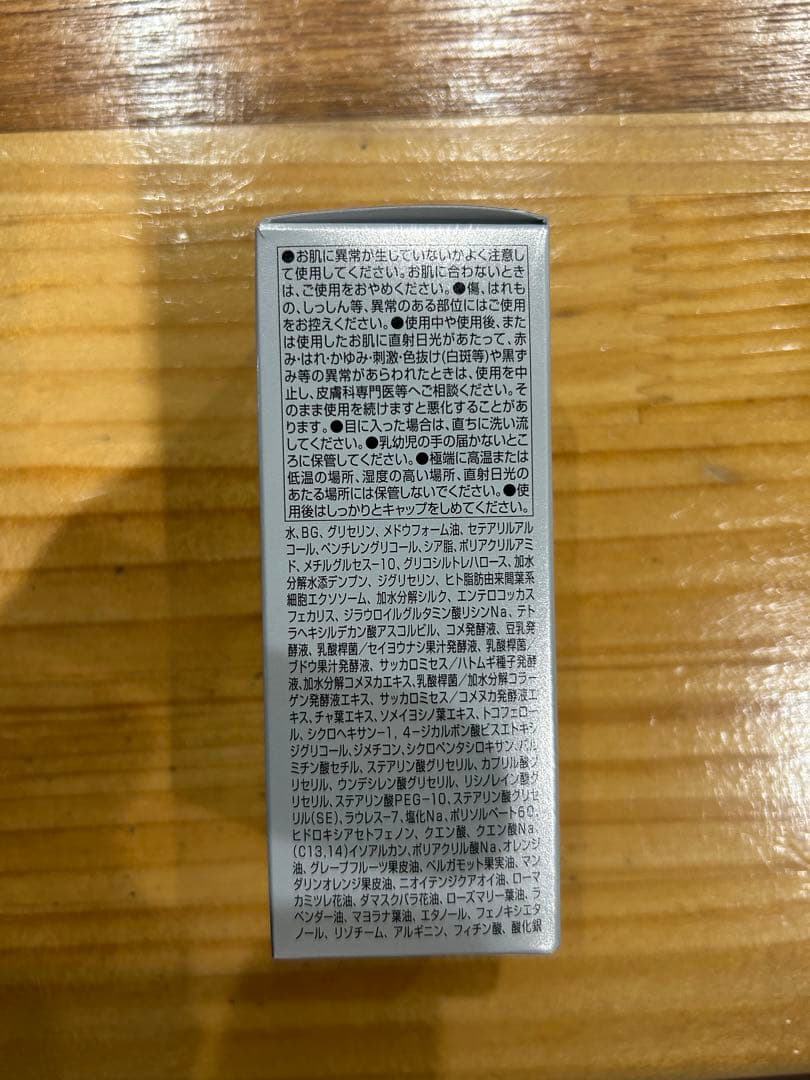 ●お肌に異常が生じていないかよく注意し
て使用してください。お肌に合わないとき
は、ご使用をおやめください。●傷、はれも
の、しっしん等、異常のある部位にはご使用
をお控えください。●使用中や使用後、また
は使用したお肌に直射日光があたって、赤
み・はれ・かゆみ・刺激・色抜け(白斑等)や黒ず
み等の異常があらわれたときは、使用を中
止し、皮膚科専門医等へご相談ください。そ
のまま使用を続けますと悪化することがあ
ります。●目に入った場合は、直ちに洗い流
してください。●乳幼児の手の届かないとこ
ろに保管してください。●極端に高温または
低温の場所、湿度の高い場所、直射日光の
あたる場所には保管しないでください。●使
用後はしっかりとキャップをしめてください。
水、BG、グリセリン、メドウフォーム油、セテアリルアル
コール、ペンチレングリコール、シア脂、ポリアクリルアミ
ド、メチルグルセス-10、グリコシルトレハロース、加水
分解水添デンプン、ジグリセリン、ヒト脂肪由来間葉系
細胞エクソソーム、加水分解シルク、エンテロコッカス
フェカリス、ジラウロイルグルタミン酸リシンNa、テト
ラヘキシルデカン酸アスコルビル、コメ発酵液、豆乳発
酵液、乳酸桿菌/セイヨウナシ果汁発酵液、乳酸桿菌/
ブドウ果汁発酵液、サッカロミセス/ハトムギ種子発酵
液、加水分解コメヌカエキス、乳酸桿菌/加水分解コラー
ゲン発酵液エキス、サッカロミセス/コメヌカ発酵液エ
キス、チャ葉エキス、ソメイヨシノ葉エキス、トコフェロー
ル、シクロヘキサン-1, 4-ジカルボン酸ビスエトキシ
ジグリコール、ジメチコン、シクロペンタシロキサン、パル
ミチン酸セチル、ステアリン酸グリセリル、カプリル酸グ
リセリル、ウンデシレン酸グリセリル、リシノレイン酸グ
リセリル、ステアリン酸PEG-10、ステアリン酸グリセ
リル(SE)、ラウレス-7、塩化Na、ポリソルベート60、
ヒドロキシアセトフェノン、クエン酸、クエン酸Na、
(C13,14)イソアルカン、ポリアクリル酸Na、オレンジ
油、グレープフルーツ果皮油、ベルガモット果実油、マン
ダリンオレンジ果皮油、ニオイテンジクアオイ油、ローマ
カミツレ花油、ダマスクバラ花油、ローズマリー葉油、ラ
ベンダー油、マヨラナ葉油、エタノール、フェノキシエタ
ノール、リゾチーム、アルギニン、フィチン酸、酸化銀